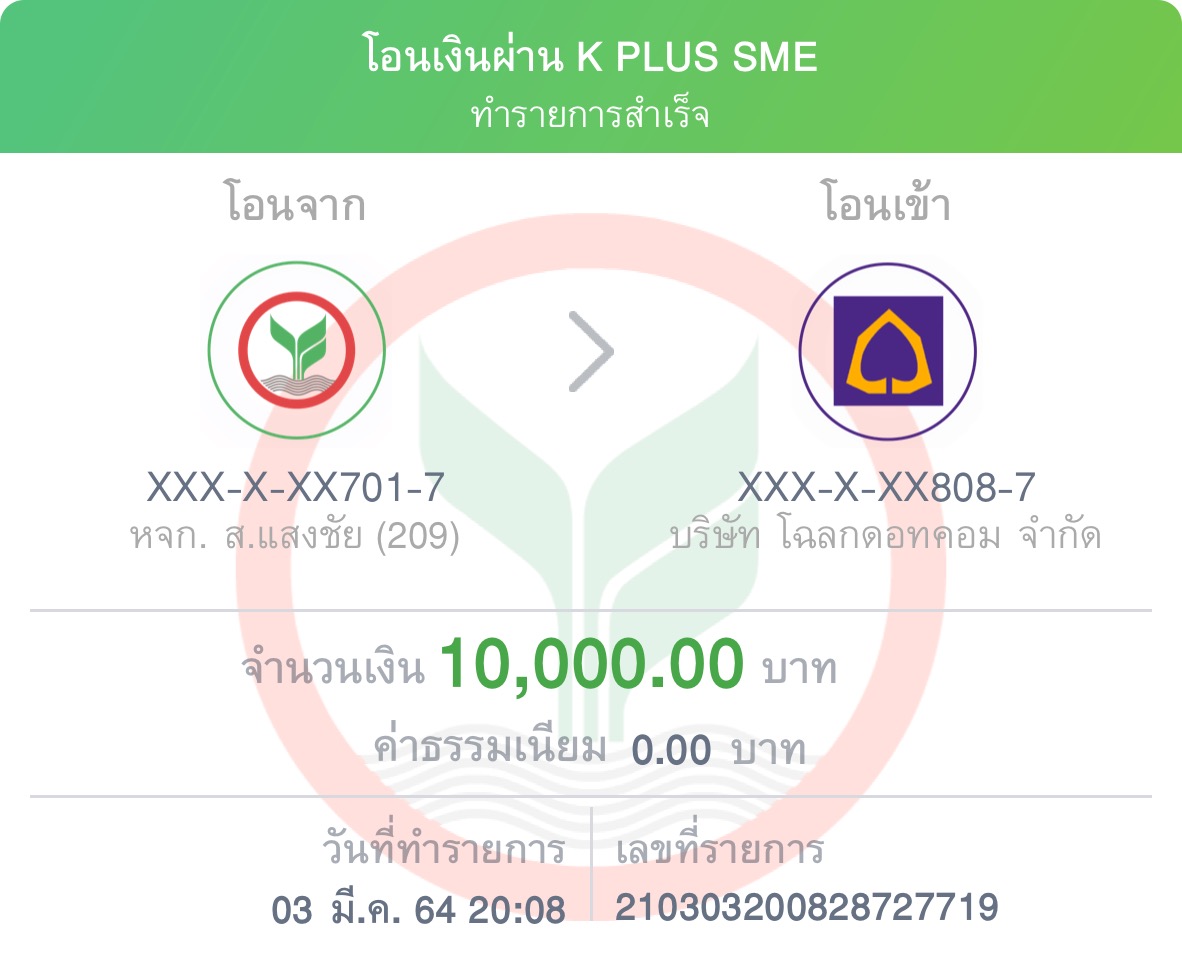 โอนเงินผ่าน K PLUS SME
ทำรายการสำเร็จ
โอนจาก
โอนเข้า
XXX-X-XX701-7
หจก. ส.แสงชัย (209)
XXX-X-XX808-7
บริษัท โฉลกดอทคอม จำกัด
จำนวนเงิน 10,000.00 บาท
ค่าธรรมเนียม 0.00 บาท
วันที่ทำรายการ
03 มี.ค. 64 20:08
เลขที่รายการ
210303200828727719